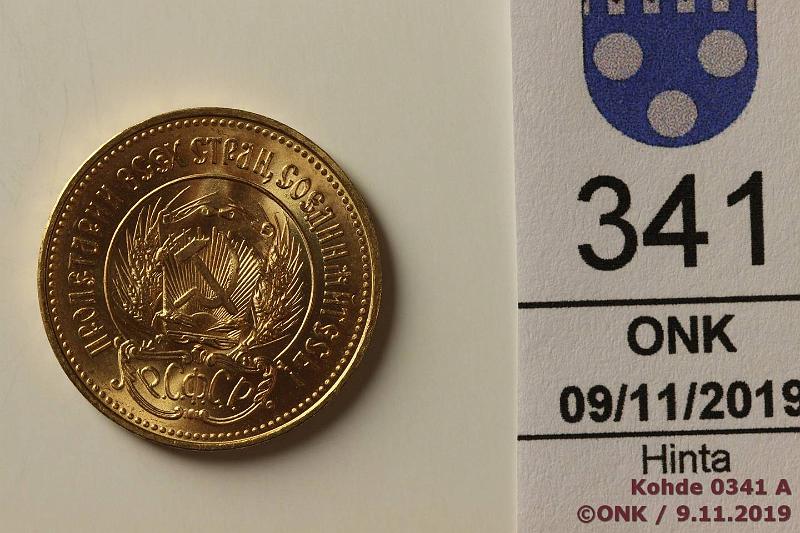 ПРОЛЕТАРИИ ВСЕХ СТРАН, СОЕДИНЯЙТЕСЬ!
Р.С.Ф.С.Р.
341
ONK
09/11/2019
Hinta
Kohde 0341 A
©ONK / 9.11.2019